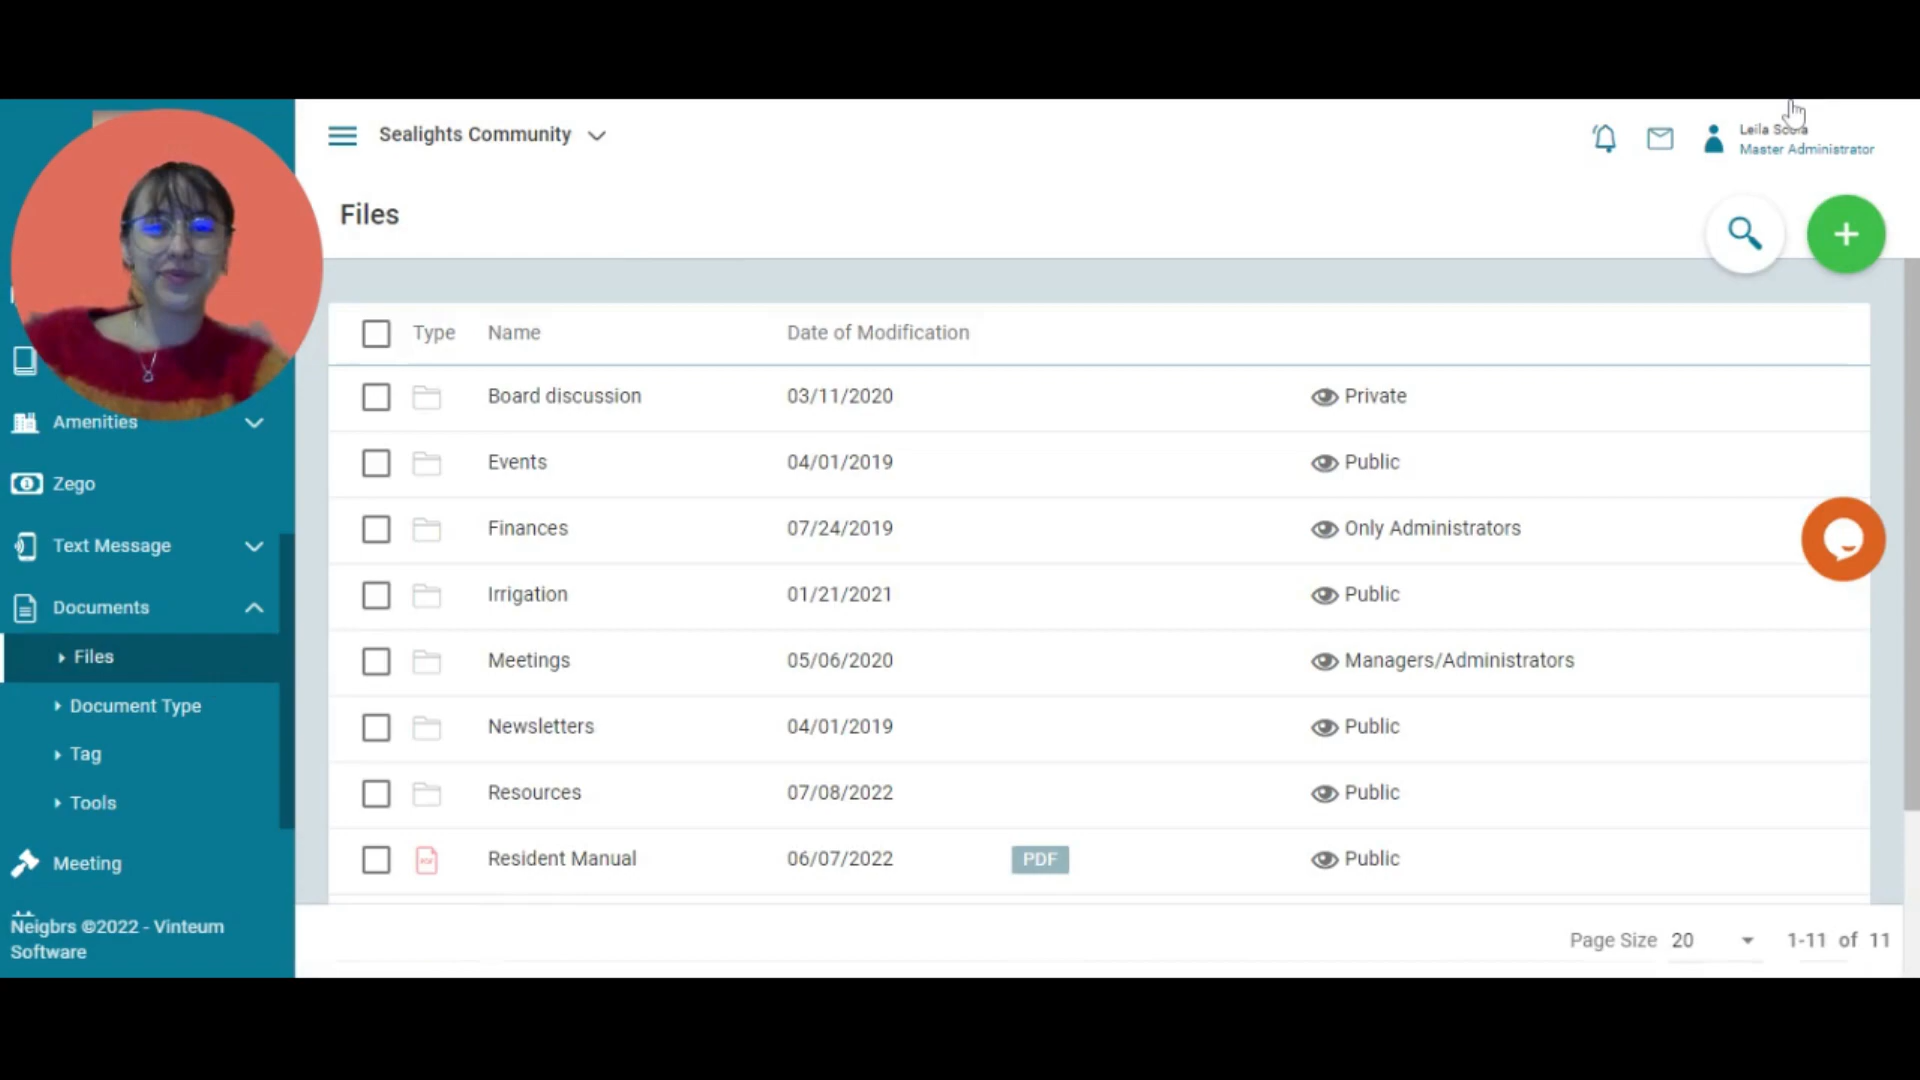 Sealights Community
Leila Scola
Master Administrator
Files
Type Name Date of Modification
Board discussion 03/11/2020 Private
Events 04/01/2019 Public
Finances 07/24/2019 Only Administrators
Irrigation 01/21/2021 Public
Meetings 05/06/2020 Managers/Administrators
Newsletters 04/01/2019 Public
Resources 07/08/2022 Public
Resident Manual 06/07/2022 PDF Public
Page Size 20 1-11 of 11
Amenities
Zego
Text Message
Documents
Files
Document Type
Tag
Tools
Meeting
Neigbrs ©2022 - Vinteum
Software